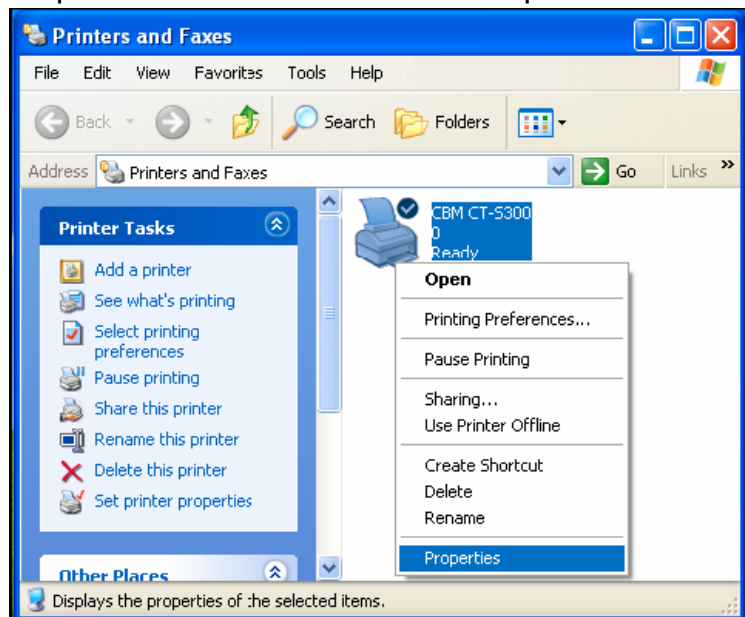 Printers and Faxes
File Edit View Favorites Tools Help
Back Search Folders
Address Printers and Faxes Go Links »
Printer Tasks
Add a printer
See what's printing
Select printing
preferences
Pause printing
Share this printer
Rename this printer
Delete this printer
Set printer properties
Other Places
CBM CT-S300
0
Ready
Open
Printing Preferences...
Pause Printing
Sharing...
Use Printer Offline
Create Shortcut
Delete
Rename
Properties
Displays the properties of the selected items.